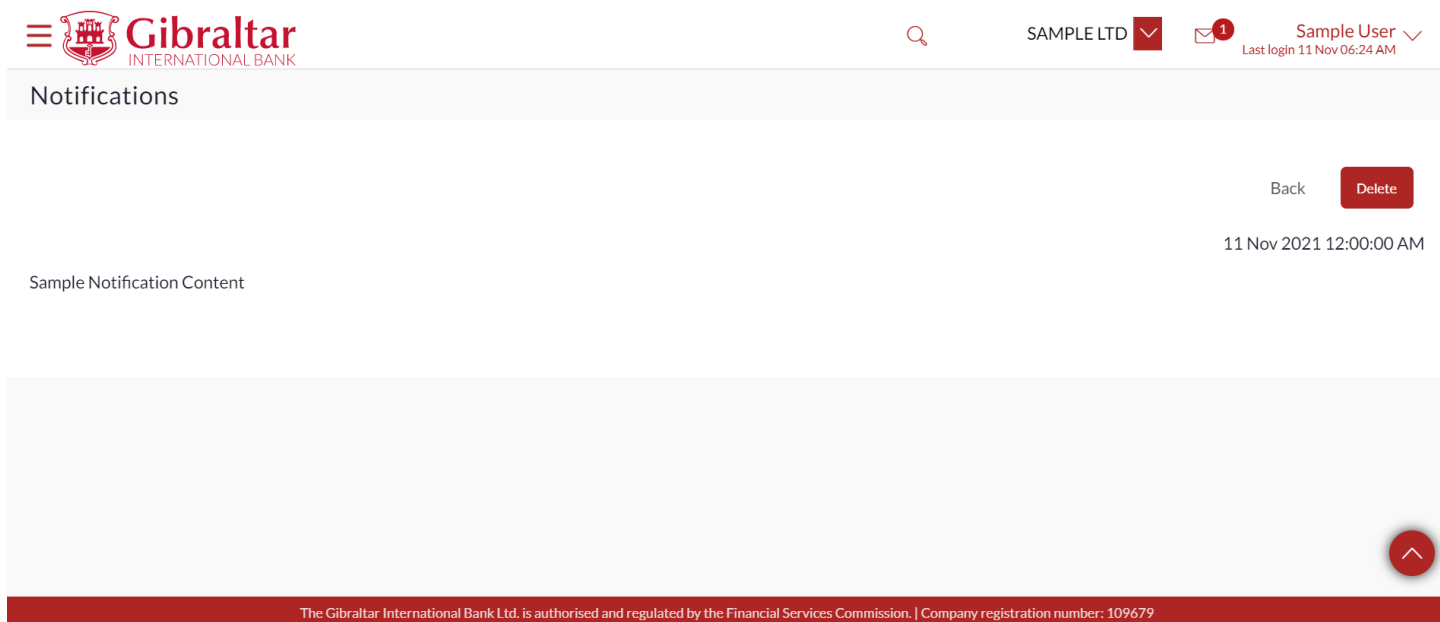 Gibraltar
INTERNATIONAL BANK
SAMPLE LTD
1
Sample User
Last login 11 Nov 06:24 AM
Notifications
Back
Delete
11 Nov 2021 12:00:00 AM
Sample Notification Content
The Gibraltar International Bank Ltd. is authorised and regulated by the Financial Services Commission. | Company registration number: 109679